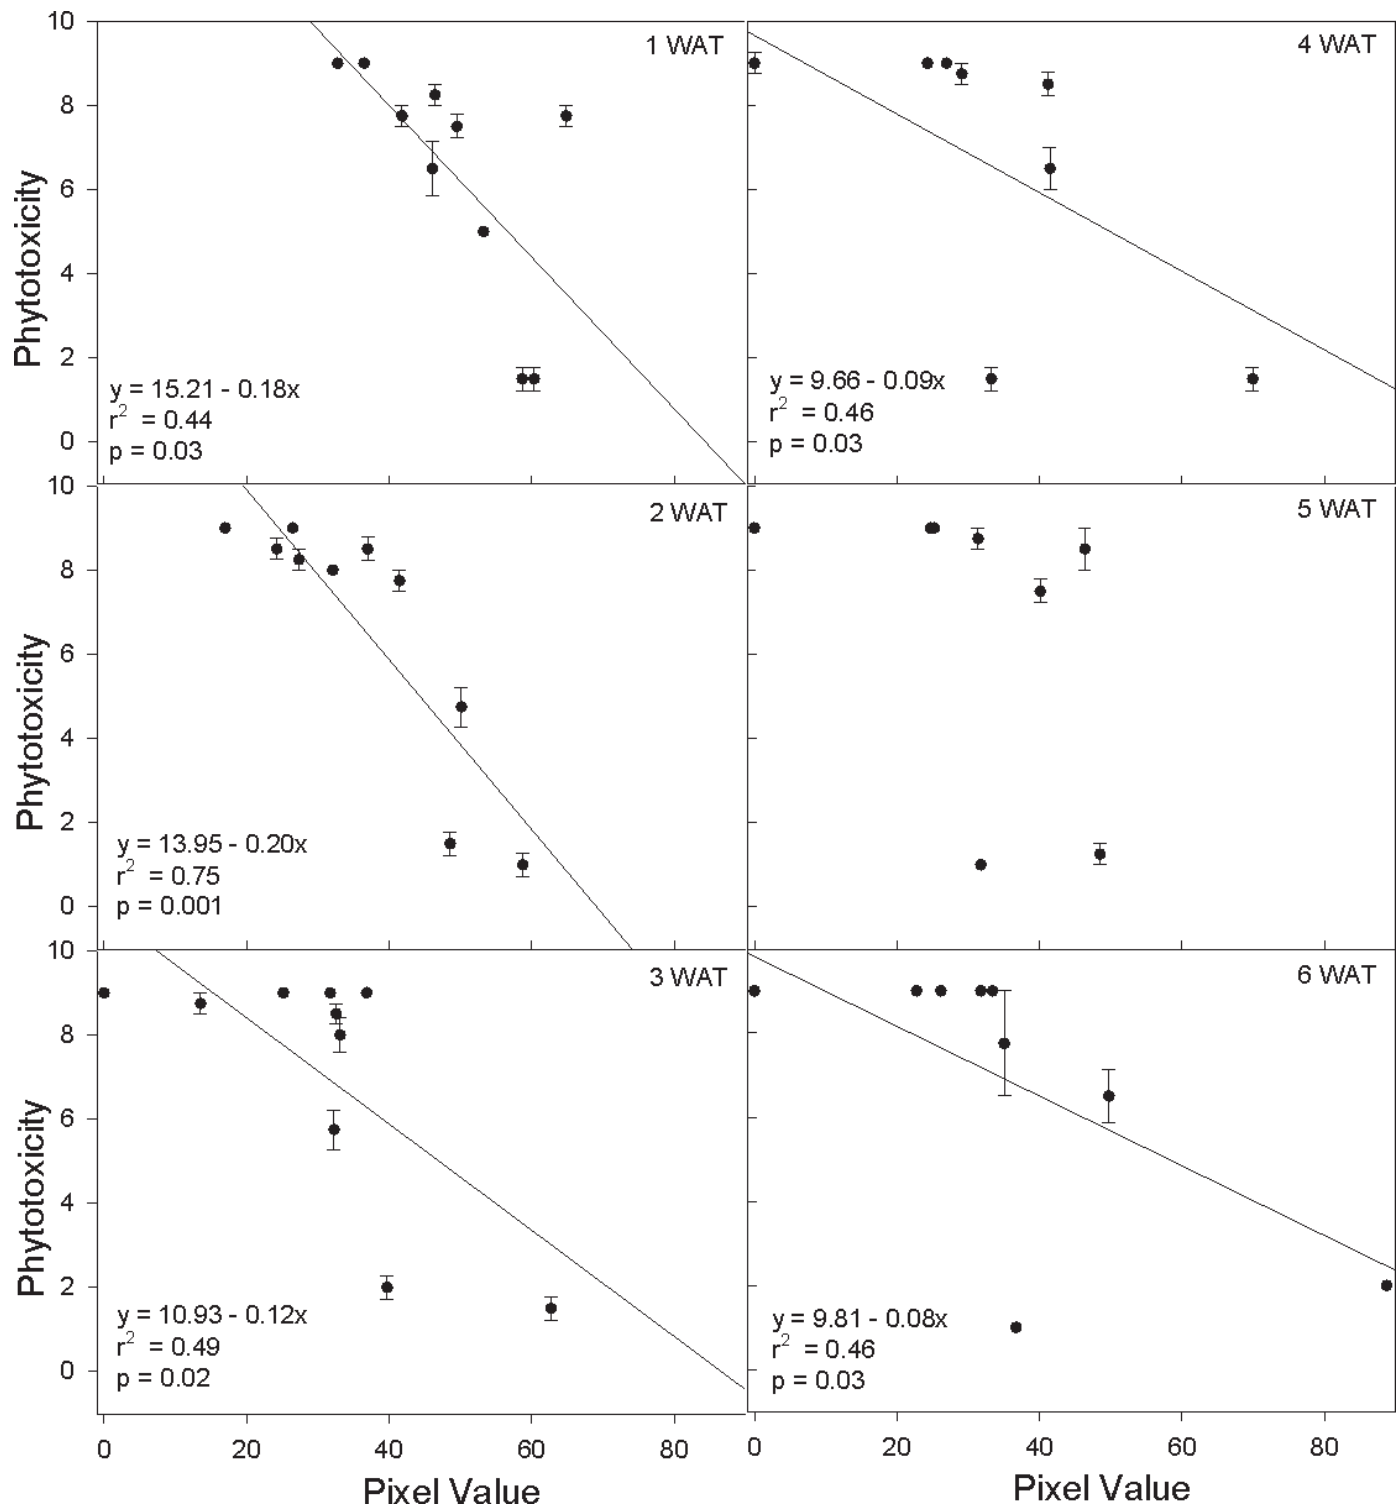 10
8
6
4
2
0
Phytotoxicity
1 WAT
y = 15.21 - 0.18x
r² = 0.44
p = 0.03
4 WAT
y = 9.66 - 0.09x
r² = 0.46
p = 0.03
10
8
6
4
2
0
Phytotoxicity
2 WAT
y = 13.95 - 0.20x
r² = 0.75
p = 0.001
5 WAT
10
8
6
4
2
0
Phytotoxicity
3 WAT
y = 10.93 - 0.12x
r² = 0.49
p = 0.02
6 WAT
y = 9.81 - 0.08x
r² = 0.46
p = 0.03
0 20 40 60 80
0 20 40 60 80
Pixel Value
Pixel Value